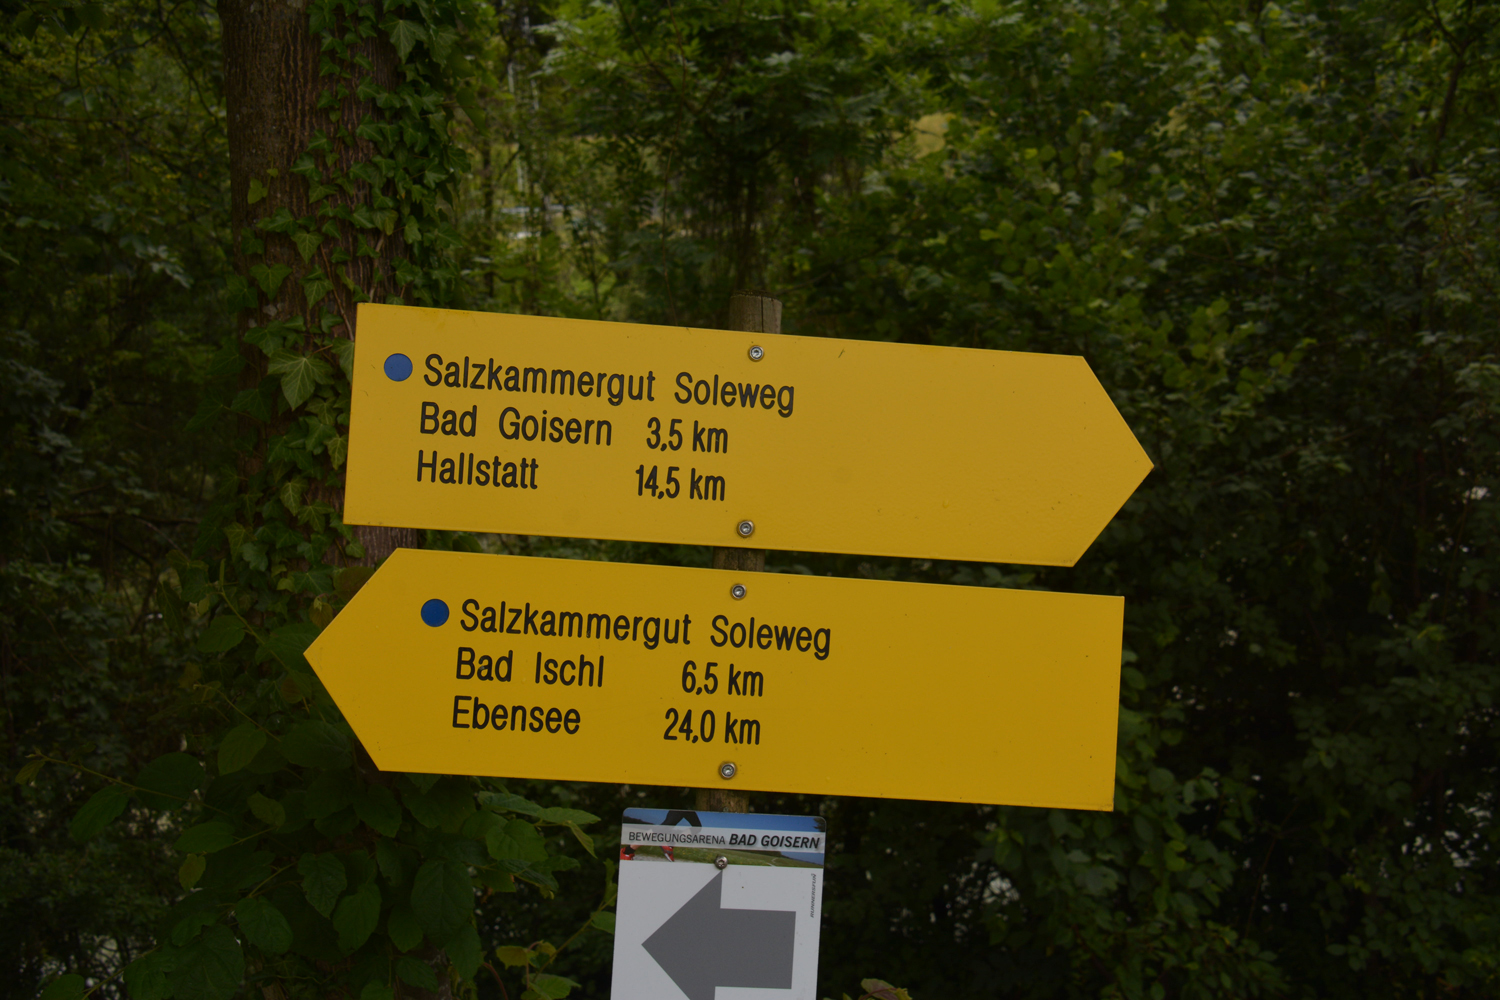 Salzkammergut Soleweg
Bad Goisern 3,5 km
Hallstatt 14,5 km
Salzkammergut Soleweg
Bad Ischl 6,5 km
Ebensee 24,0 km
BEWEGUNGSARENA BAD GOISERN